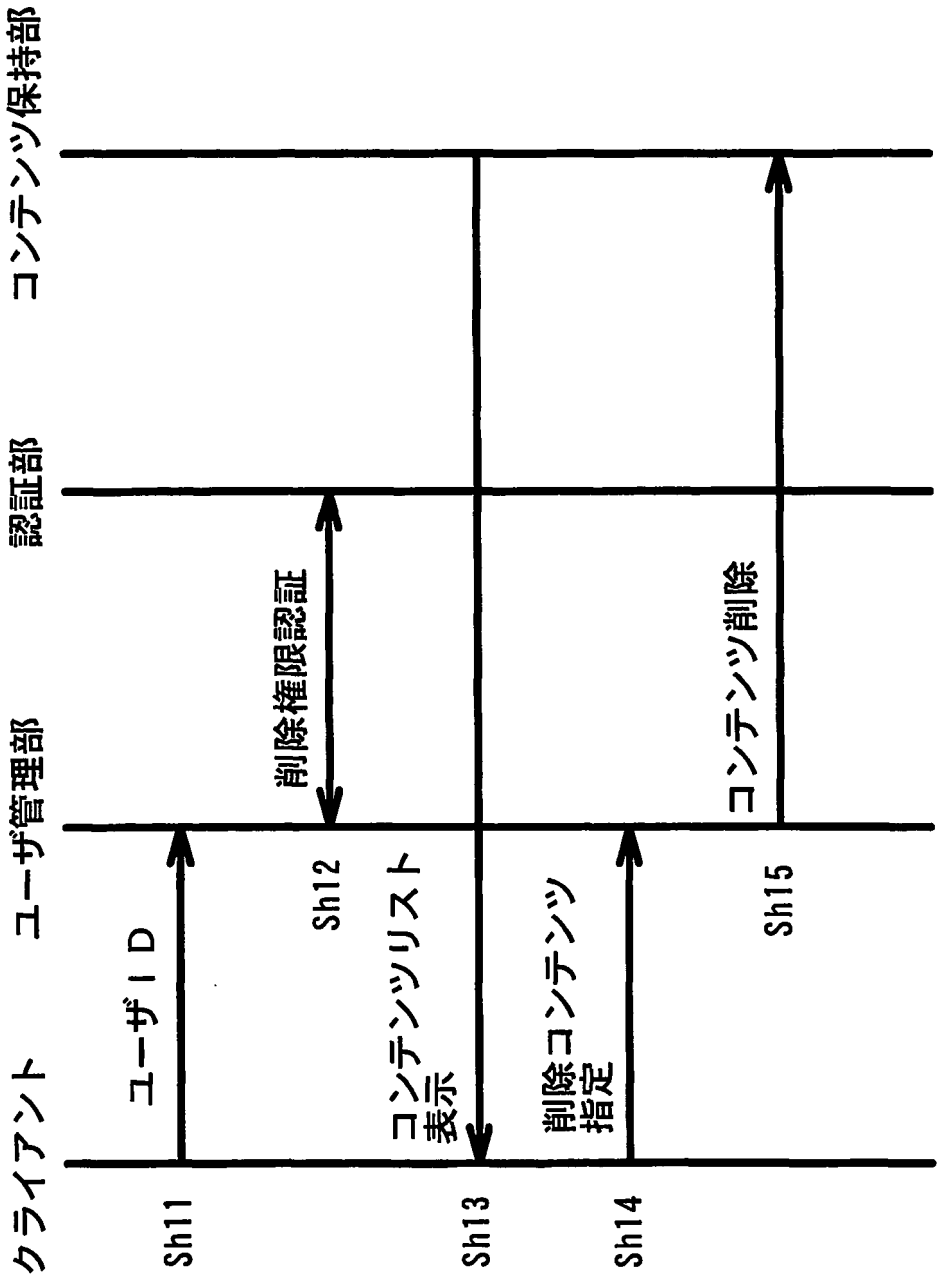 クライアント
ユーザ管理部
認証部
コンテンツ保持部
Sh11
ユーザID
Sh12
削除権限認証
Sh13
コンテンツリスト
表示
Sh14
削除コンテンツ
指定
Sh15
コンテンツ削除